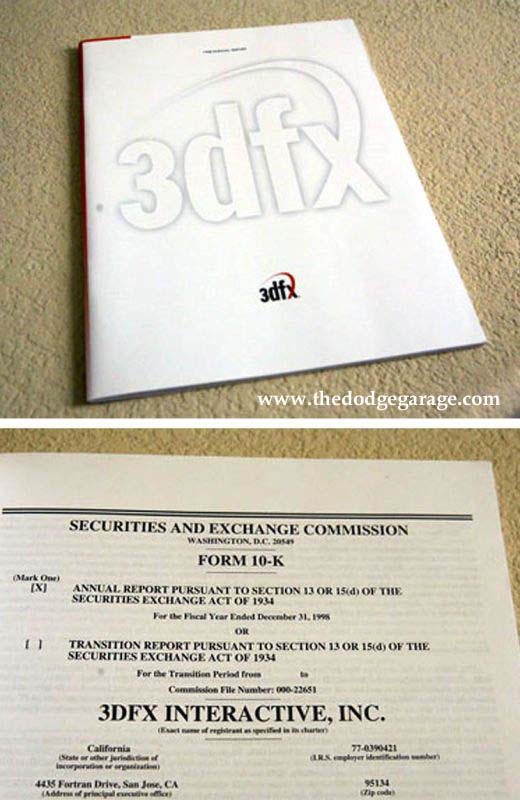 1998 ANNUAL REPORT
3dfx
3dfx
www.thedodgegarage.com
SECURITIES AND EXCHANGE COMMISSION
WASHINGTON, D.C. 20549
FORM 10-K
(Mark One)
[X] ANNUAL REPORT PURSUANT TO SECTION 13 OR 15(d) OF THE
SECURITIES EXCHANGE ACT OF 1934
For the Fiscal Year Ended December 31, 1998
OR
[ ] TRANSITION REPORT PURSUANT TO SECTION 13 OR 15(d) OF THE
SECURITIES EXCHANGE ACT OF 1934
For the Transition Period from to
Commission File Number: 000-22651
3DFX INTERACTIVE, INC.
(Exact name of registrant as specified in its charter)
California 77-0390421
(State or other jurisdiction of (I.R.S. employer identification number)
incorporation or organization)
4435 Fortran Drive, San Jose, CA 95134
(Address of principal executive office) (Zip code)